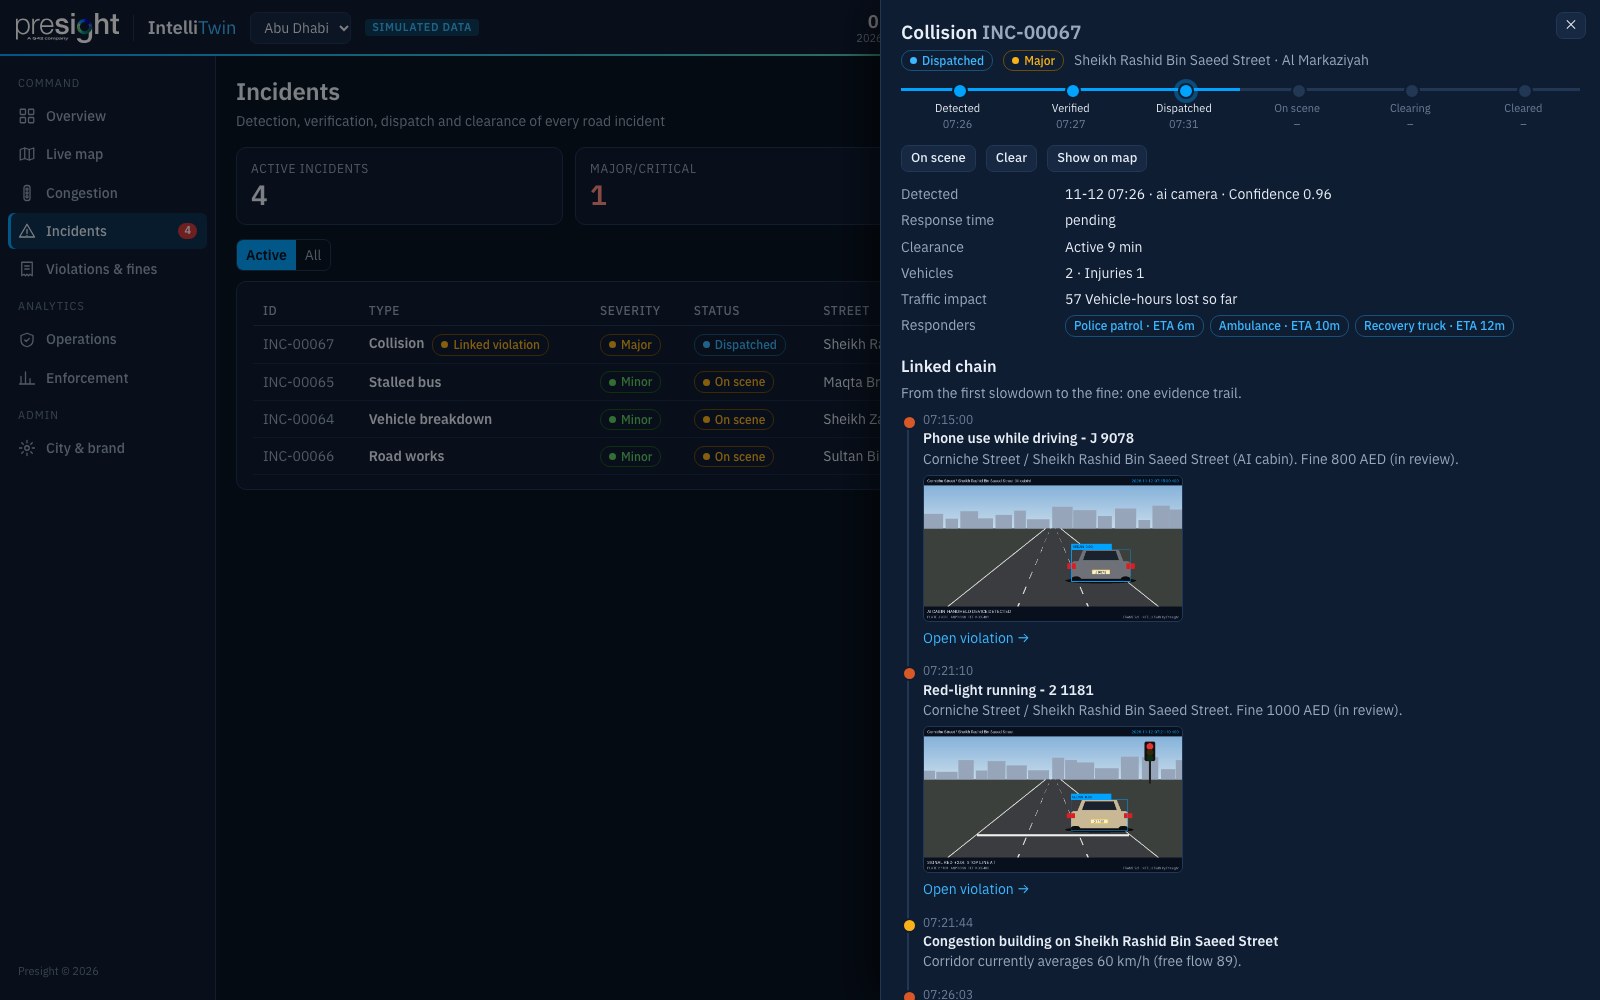 presight
A G42 Company
IntelliTwin
Abu Dhabi
SIMULATED DATA
COMMAND
Overview
Live map
Congestion
Incidents
4
Violations & fines
ANALYTICS
Operations
Enforcement
ADMIN
City & brand
Presight © 2026
Incidents
Detection, verification, dispatch and clearance of every road incident
ACTIVE INCIDENTS
4
MAJOR/CRITICAL
1
Active
All
ID TYPE SEVERITY STATUS STREET
INC-00067 Collision Linked violation Major Dispatched Sheikh
INC-00065 Stalled bus Minor On scene Maqta
INC-00064 Vehicle breakdown Minor On scene Sheikh
INC-00066 Road works Minor On scene Sultan
Collision INC-00067
Dispatched Major Sheikh Rashid Bin Saeed Street · Al Markaziyah
Detected Verified Dispatched On scene Clearing Cleared
07:26 07:27 07:31 – – –
On scene Clear Show on map
Detected 11-12 07:26 · ai camera · Confidence 0.96
Response time pending
Clearance Active 9 min
Vehicles 2 · Injuries 1
Traffic impact 57 Vehicle-hours lost so far
Responders Police patrol · ETA 6m Ambulance · ETA 10m Recovery truck · ETA 12m
Linked chain
From the first slowdown to the fine: one evidence trail.
07:15:00
Phone use while driving - J 9078
Corniche Street / Sheikh Rashid Bin Saeed Street (AI cabin). Fine 800 AED (in review).
Open violation →
07:21:10
Red-light running - 2 1181
Corniche Street / Sheikh Rashid Bin Saeed Street. Fine 1000 AED (in review).
Open violation →
07:21:44
Congestion building on Sheikh Rashid Bin Saeed Street
Corridor currently averages 60 km/h (free flow 89).
07:26:03